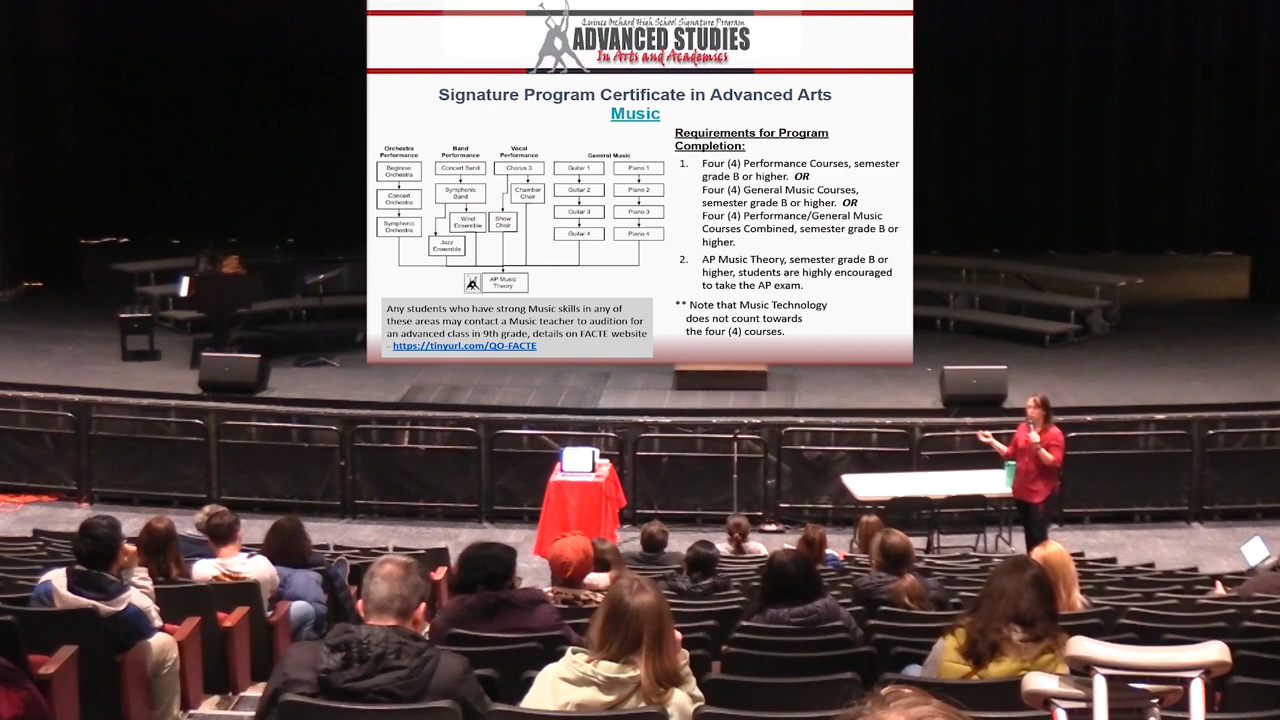 Quince Orchard High School Signature Program
ADVANCED STUDIES
In Arts and Academics
Signature Program Certificate in Advanced Arts
Music
Orchestra
Performance
Beginner
Orchestra
Concert
Orchestra
Symphonic
Orchestra
Band
Performance
Concert Band
Symphonic
Band
Wind
Ensemble
Jazz
Ensemble
Vocal
Performance
Chorus 3
Chamber
Choir
Show
Choir
General Music
Guitar 1
Piano 1
Guitar 2
Piano 2
Guitar 3
Piano 3
Guitar 4
Piano 4
AP Music
Theory
Any students who have strong Music skills in any of
these areas may contact a Music teacher to audition for
an advanced class in 9th grade, details on FACTE website
- https://tinyurl.com/QO-FACTE
Requirements for Program
Completion:
1. Four (4) Performance Courses, semester
grade B or higher. OR
Four (4) General Music Courses,
semester grade B or higher. OR
Four (4) Performance/General Music
Courses Combined, semester grade B or
higher.
2. AP Music Theory, semester grade B or
higher, students are highly encouraged
to take the AP exam.
** Note that Music Technology
does not count towards
the four (4) courses.